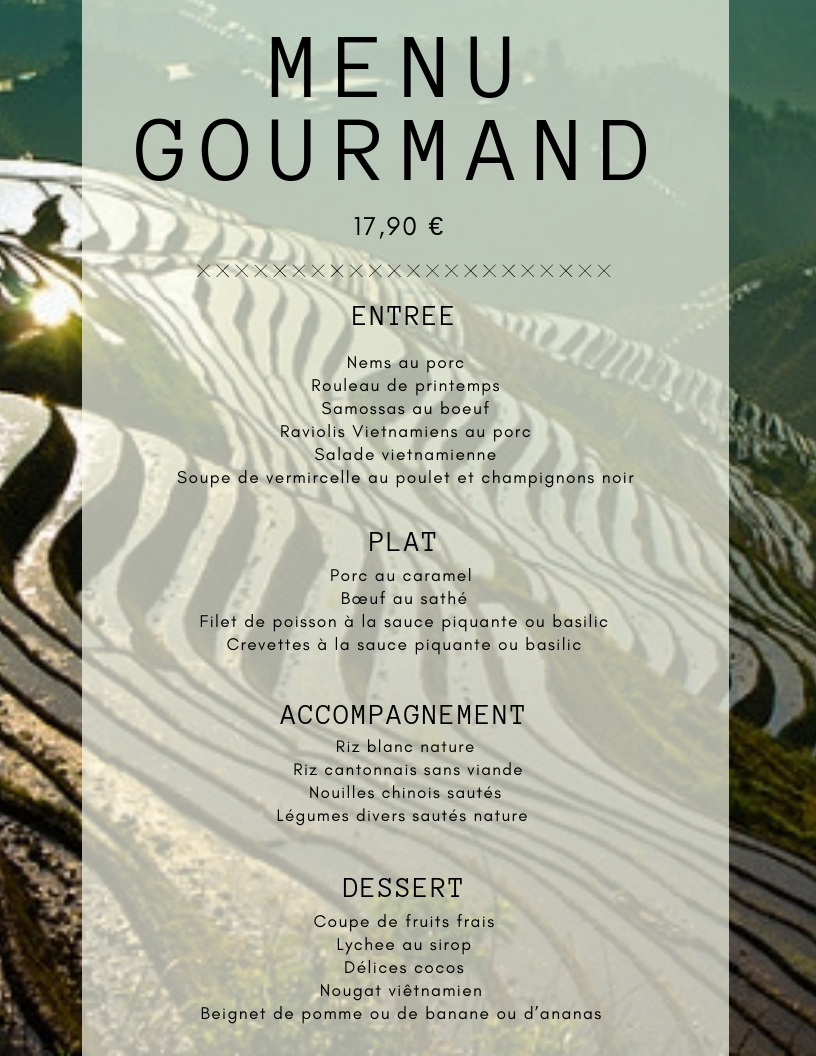 MENU
GOURMAND
17,90 €
ENTREE
Nems au porc
Rouleau de printemps
Samossas au boeuf
Raviolis Vietnamiens au porc
Salade vietnamienne
Soupe de vermircelle au poulet et champignons noir
PLAT
Porc au caramel
Bœuf au sathé
Filet de poisson à la sauce piquante ou basilic
Crevettes à la sauce piquante ou basilic
ACCOMPAGNEMENT
Riz blanc nature
Riz cantonnais sans viande
Nouilles chinois sautés
Légumes divers sautés nature
DESSERT
Coupe de fruits frais
Lychee au sirop
Délices cocos
Nougat viêtnamien
Beignet de pomme ou de banane ou d'ananas